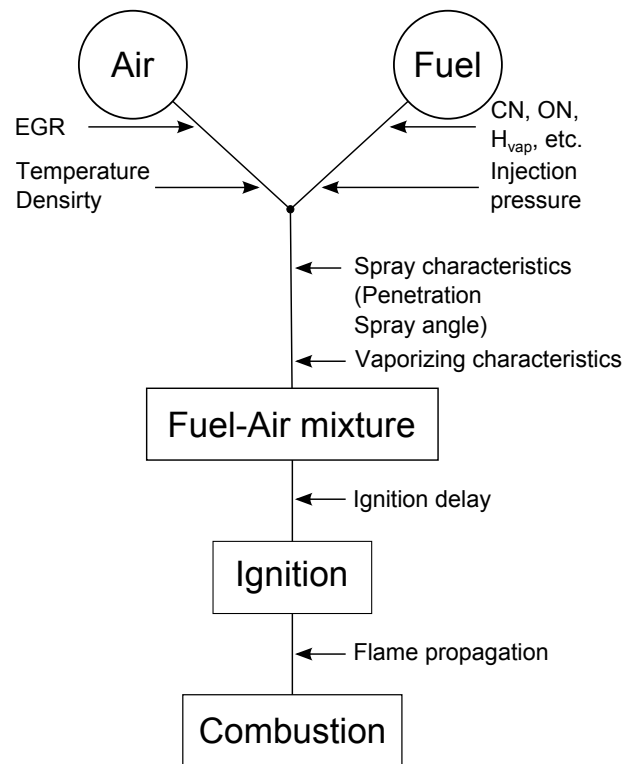 Air
Fuel
EGR
CN, ON,
Hvap, etc.
Temperature
Densirty
Injection
pressure
Spray characteristics
(Penetration
Spray angle)
Vaporizing characteristics
Fuel-Air mixture
Ignition delay
Ignition
Flame propagation
Combustion